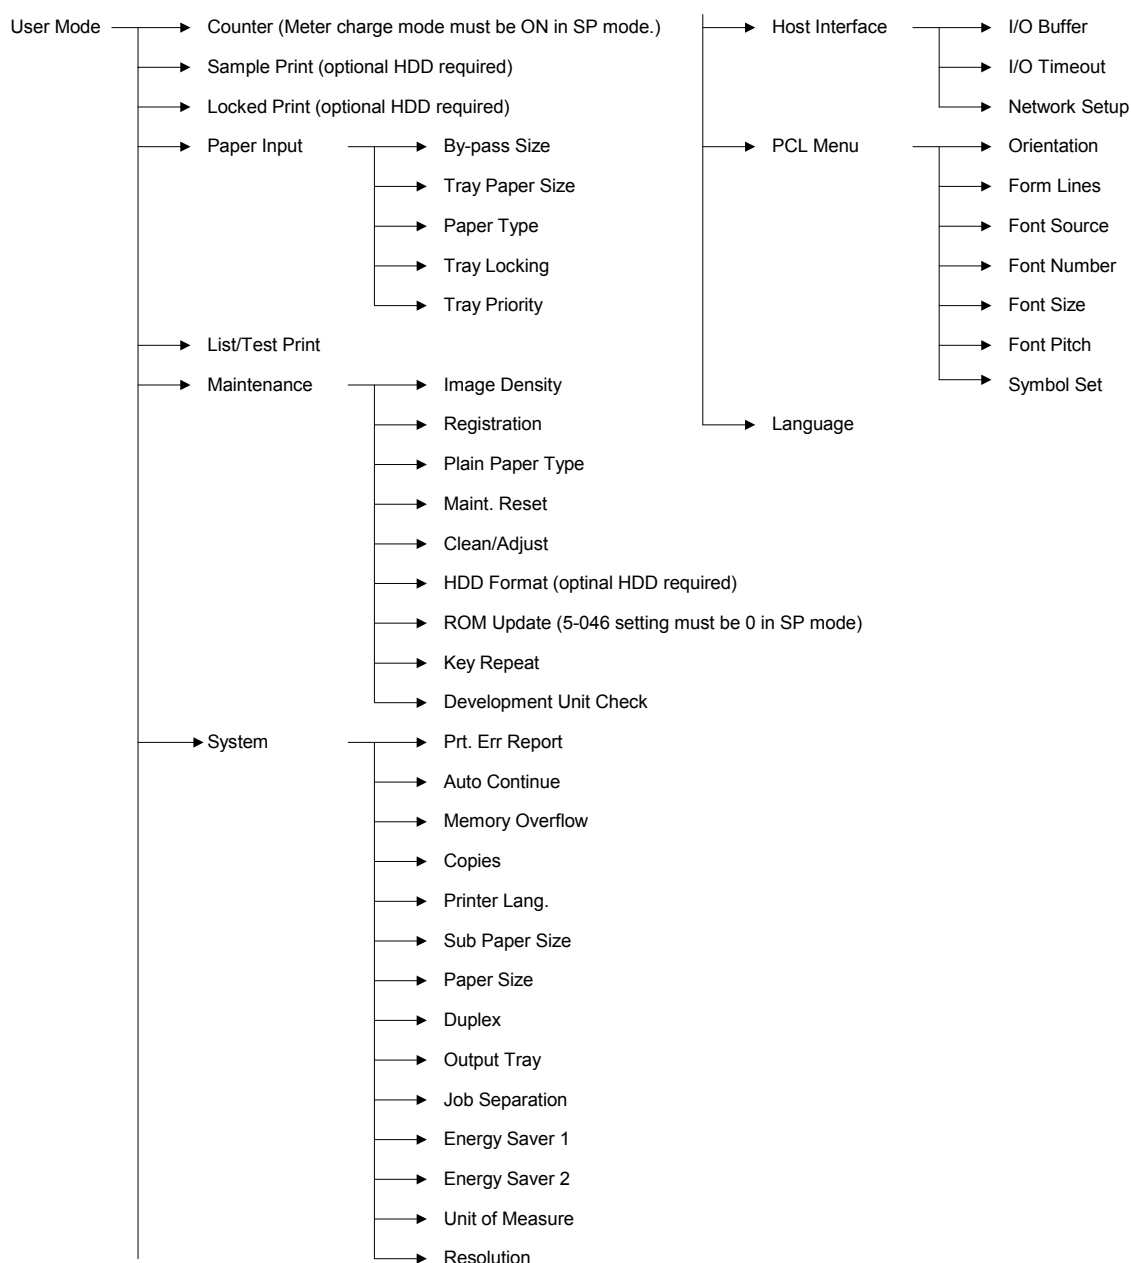 User Mode
Counter (Meter charge mode must be ON in SP mode.)
Sample Print (optional HDD required)
Locked Print (optional HDD required)
Paper Input
By-pass Size
Tray Paper Size
Paper Type
Tray Locking
Tray Priority
List/Test Print
Maintenance
Image Density
Registration
Plain Paper Type
Maint. Reset
Clean/Adjust
HDD Format (optinal HDD required)
ROM Update (5-046 setting must be 0 in SP mode)
Key Repeat
Development Unit Check
System
Prt. Err Report
Auto Continue
Memory Overflow
Copies
Printer Lang.
Sub Paper Size
Paper Size
Duplex
Output Tray
Job Separation
Energy Saver 1
Energy Saver 2
Unit of Measure
Resolution
Host Interface
I/O Buffer
I/O Timeout
Network Setup
PCL Menu
Orientation
Form Lines
Font Source
Font Number
Font Size
Font Pitch
Symbol Set
Language